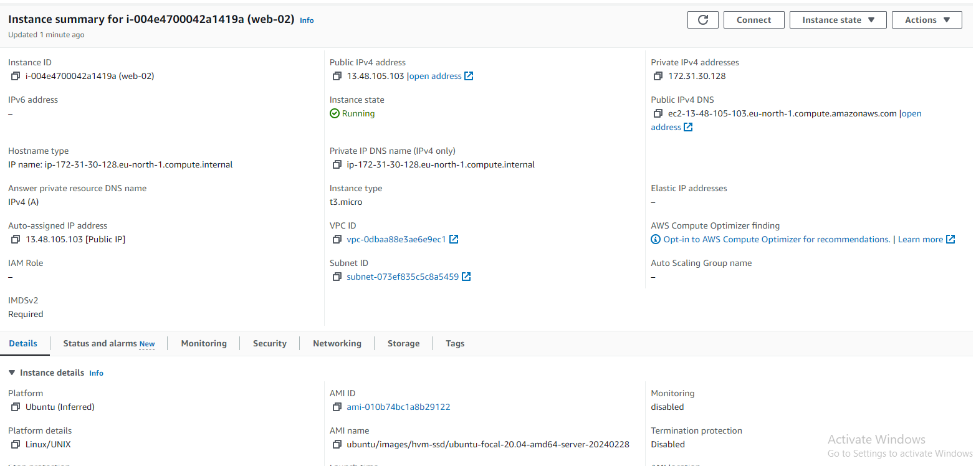 Instance summary for i-004e4700042a1419a (web-02) Info
Updated 1 minute ago
Connect
Instance state
Actions
Instance ID
i-004e4700042a1419a (web-02)
Public IPv4 address
13.48.105.103 |open address
Private IPv4 addresses
172.31.30.128
IPv6 address
–
Instance state
Running
Public IPv4 DNS
ec2-13-48-105-103.eu-north-1.compute.amazonaws.com |open
address
Hostname type
IP name: ip-172-31-30-128.eu-north-1.compute.internal
Private IP DNS name (IPv4 only)
ip-172-31-30-128.eu-north-1.compute.internal
Answer private resource DNS name
IPv4 (A)
Instance type
t3.micro
Elastic IP addresses
–
Auto-assigned IP address
13.48.105.103 [Public IP]
VPC ID
vpc-0dbaa88e3ae6e9ec1
AWS Compute Optimizer finding
Opt-in to AWS Compute Optimizer for recommendations. | Learn more
IAM Role
–
Subnet ID
subnet-073ef835c5c8a5459
Auto Scaling Group name
–
IMDSv2
Required
Details
Status and alarms New
Monitoring
Security
Networking
Storage
Tags
Instance details Info
Platform
Ubuntu (Inferred)
AMI ID
ami-010b74bc1a8b29122
Monitoring
disabled
Platform details
Linux/UNIX
AMI name
ubuntu/images/hvm-ssd/ubuntu-focal-20.04-amd64-server-20240228
Termination protection
Disabled
Activate Windows
Go to Settings to activate Windows